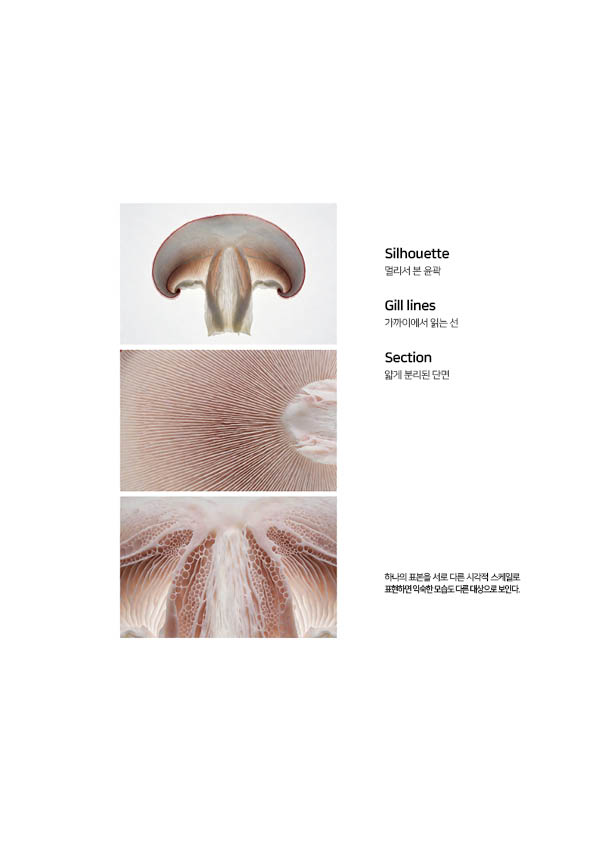 Silhouette
멀리서 본 윤곽
Gill lines
가까이에서 읽는 선
Section
얇게 분리된 단면
하나의 표본을 서로 다른 시각적 스케일로
표현하면 익숙한 모습도 다른 대상으로 보인다.